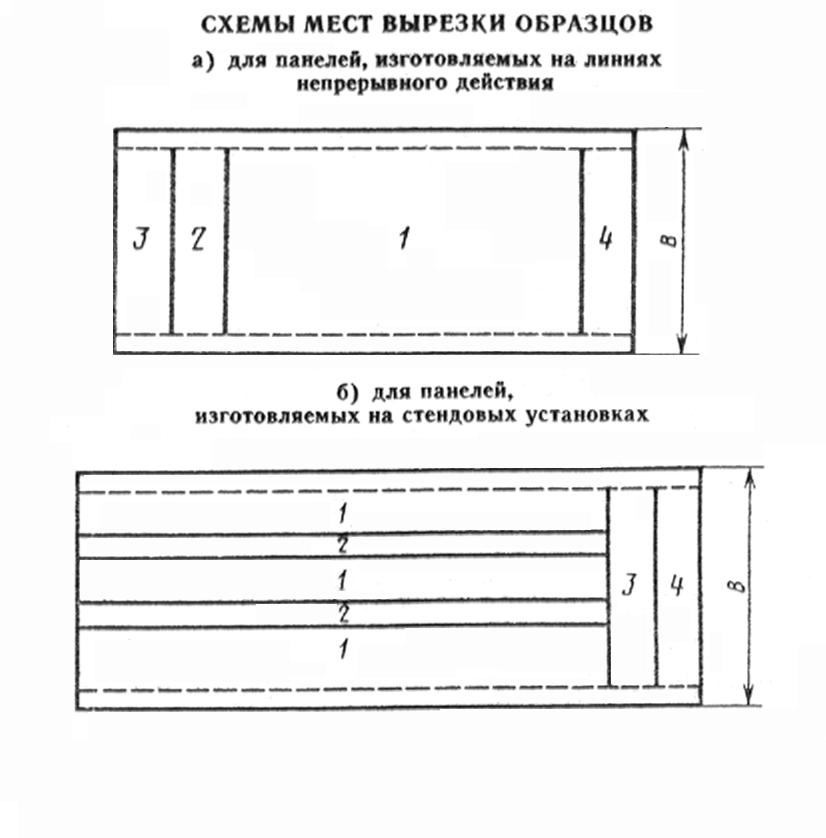 СХЕМЫ МЕСТ ВЫРЕЗКИ ОБРАЗЦОВ
а) для панелей, изготовляемых на линиях
непрерывного действия
3 2 1 4 В
б) для панелей,
изготовляемых на стендовых установках
1
2
1
3 4 В
2
1